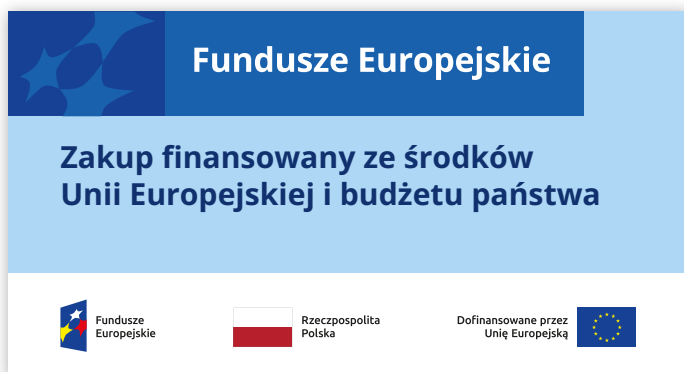 Fundusze Europejskie
Zakup finansowany ze środków
Unii Europejskiej i budżetu państwa
Fundusze
Europejskie
Rzeczpospolita
Polska
Dofinansowane przez
Unię Europejską